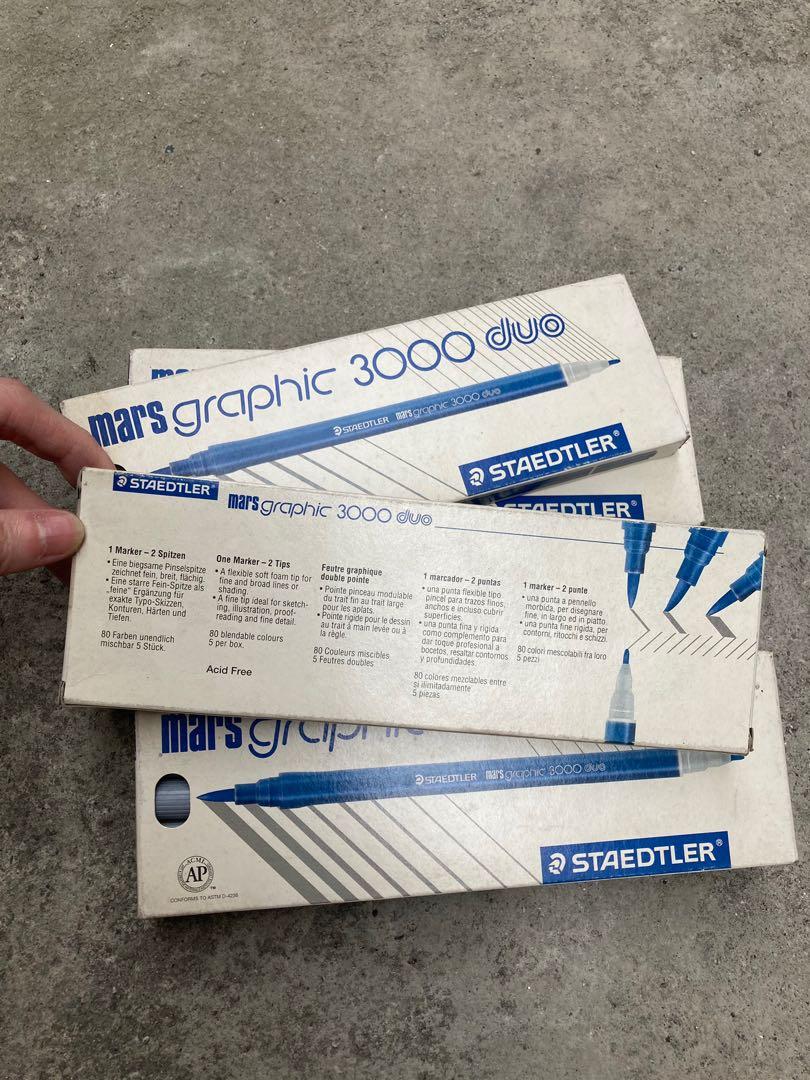 mars graphic 3000 duo
STAEDTLER mars graphic 3000 duo
STAEDTLER
STAEDTLER
STAEDTLER
mars graphic 3000 duo
1 Marker – 2 Spitzen
• Eine biegsame Pinselspitze
zeichnet fein, breit, flächig.
• Eine starre Fein-Spitze als
„feine” Ergänzung für
exakte Typo-Skizzen,
Konturen, Härten und
Tiefen.
80 Farben unendlich
mischbar 5 Stück.
One Marker – 2 Tips
• A flexible soft foam tip for
fine and broad lines or
shading.
• A fine tip ideal for sketch-
ing, illustration, proof-
reading and fine detail.
80 blendable colours
5 per box.
Acid Free
Feutre graphique
double pointe
• Pointe pinceau modulable
du trait fin au trait large
pour les aplats.
• Pointe rigide pour le dessin
au trait à main levée ou à
la règle.
80 Couleurs miscibles
5 Feutres doubles
1 marcador – 2 puntas
• una punta flexible tipo
pincel para trazos finos,
anchos e incluso cubrir
superficies.
• una punta fina y rigida
como complemento para
dar toque profesional a
bocetos, resaltar contornos
y profundidades.
80 colores mezclables entre
si ilimitadamente
5 piezas
1 marker – 2 punte
• una punta a pennello
morbida, per disegnare
fine, in largo ed in piatto.
• una punta fine rigida, per
contorni, ritocchi e schizzi.
80 colori mescolabili fra loro
5 pezzi
mars graphic
STAEDTLER mars graphic 3000 duo
STAEDTLER
ACMI
AP
TM
CONFORMS TO ASTM D-4236